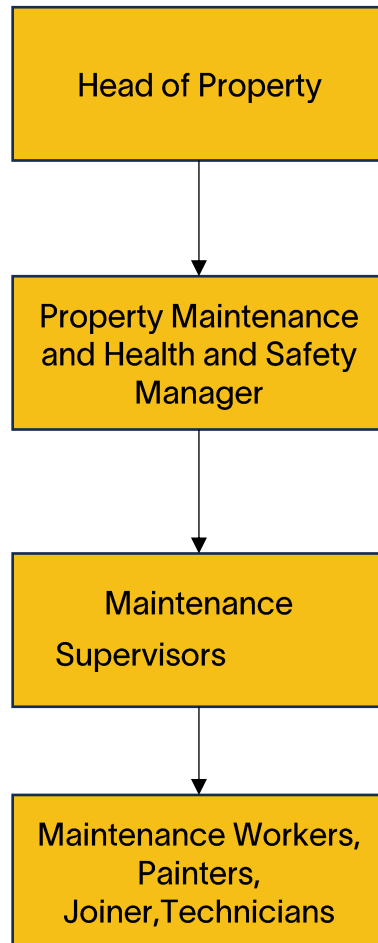 Head of Property
Property Maintenance
and Health and Safety
Manager
Maintenance
Supervisors
Maintenance Workers,
Painters,
Joiner,Technicians